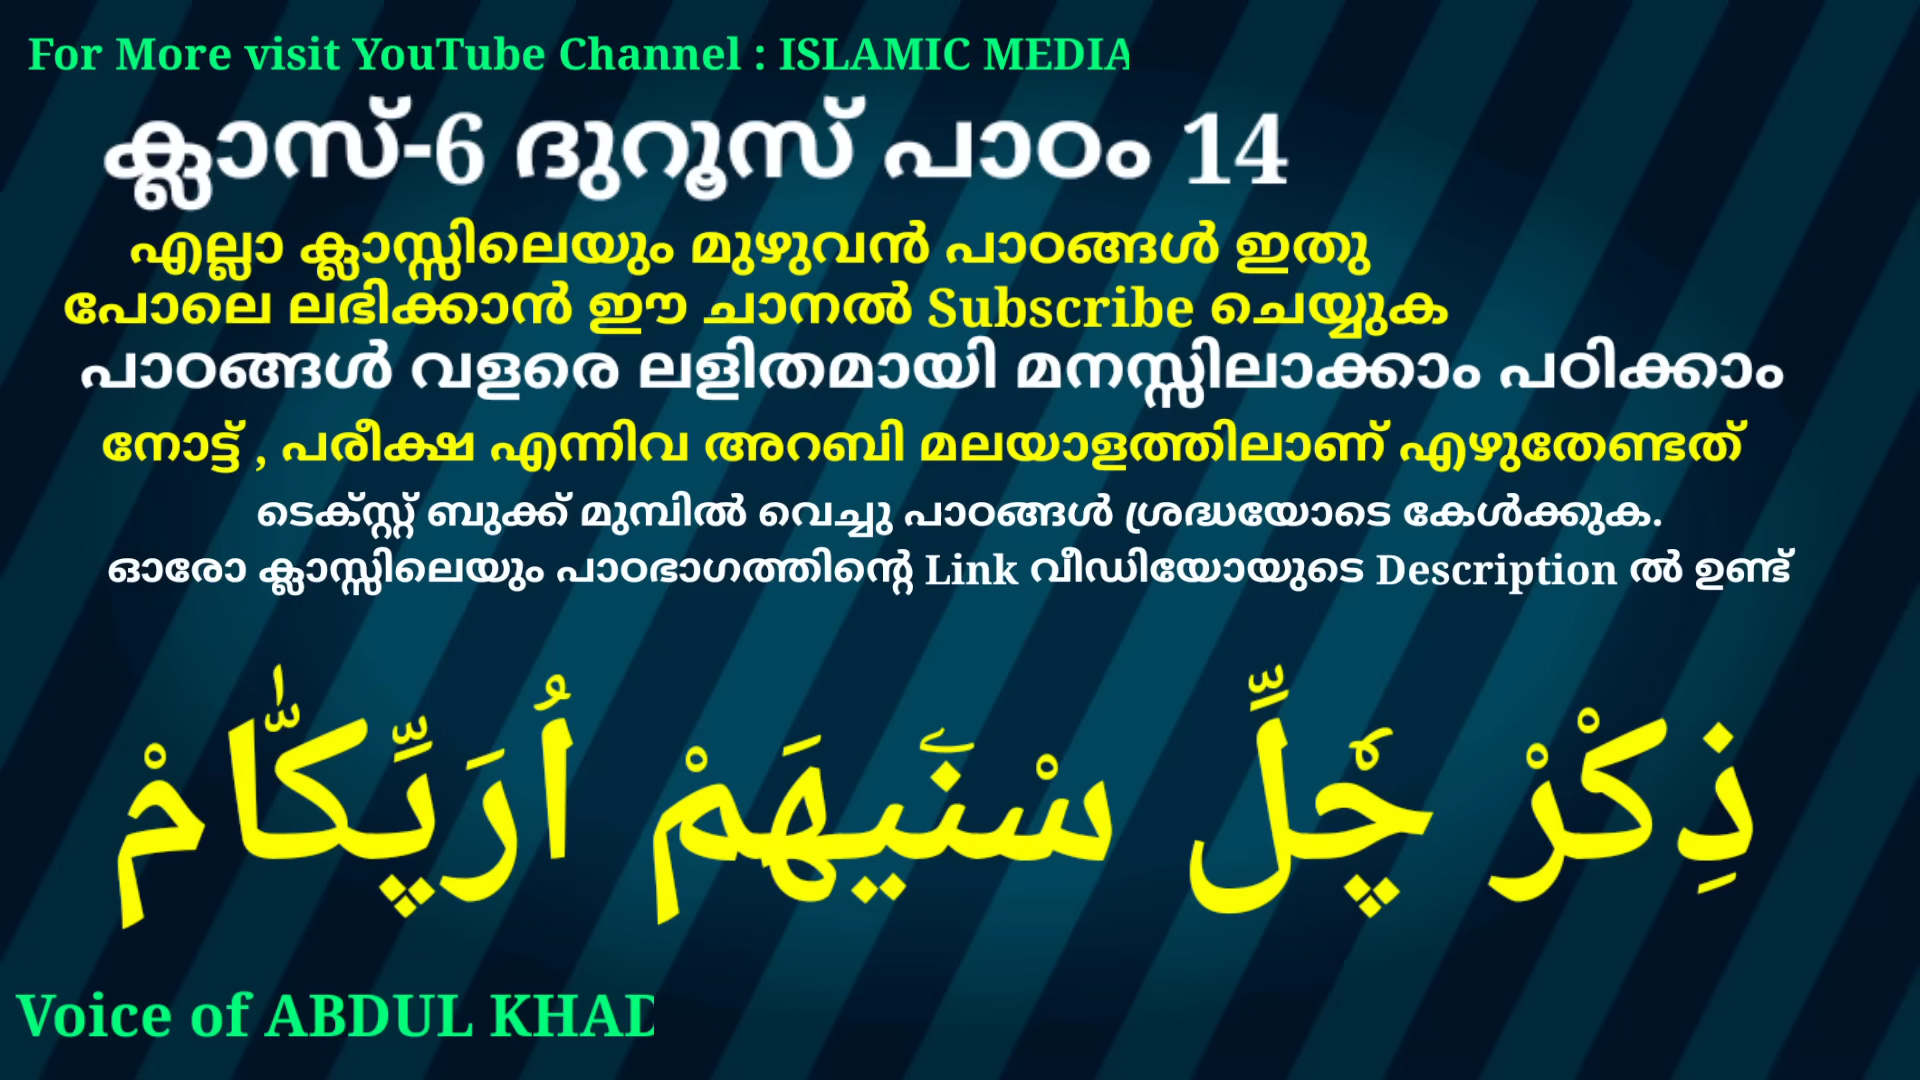 For More visit YouTube Channel : ISLAMIC MEDIA
ക്ലാസ്-6 ദുറൂസ് പാഠം 14
എല്ലാ ക്ലാസ്സിലെയും മുഴുവൻ പാഠങ്ങൾ ഇതു
പോലെ ലഭിക്കാൻ ഈ ചാനൽ Subscribe ചെയ്യുക
പാഠങ്ങൾ വളരെ ലളിതമായി മനസ്സിലാക്കാം പഠിക്കാം
നോട്ട് , പരീക്ഷ എന്നിവ അറബി മലയാളത്തിലാണ് എഴുതേണ്ടത്
ടെക്സ്റ്റ് ബുക്ക് മുമ്പിൽ വെച്ചു പാഠങ്ങൾ ശ്രദ്ധയോടെ കേൾക്കുക.
ഓരോ ക്ലാസ്സിലെയും പാഠഭാഗത്തിന്റെ Link വീഡിയോയുടെ Description ൽ ഉണ്ട്
ذِكْرْ چٗلِّ سْنٙيهَمْ أُرَپِّكّٰامْ
Voice of ABDUL KHAD